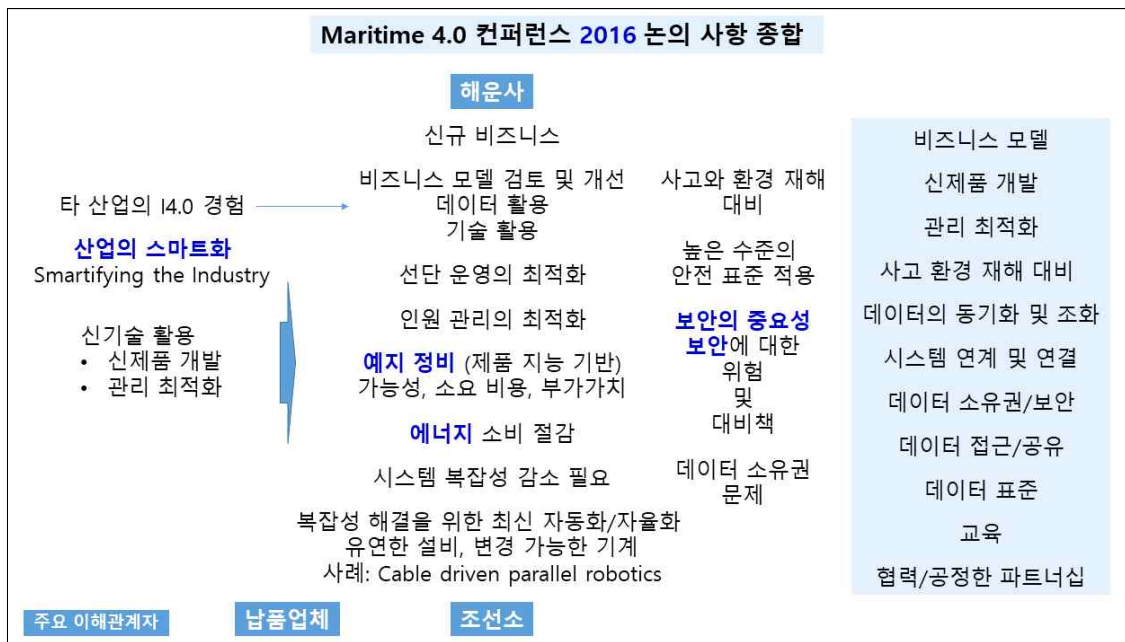 Maritime 4.0 컨퍼런스 2016 논의 사항 종합
해운사
신규 비즈니스
타 산업의 I4.0 경험
산업의 스마트화
Smartifying the Industry
신기술 활용
• 신제품 개발
• 관리 최적화
비즈니스 모델 검토 및 개선
데이터 활용
기술 활용
선단 운영의 최적화
인원 관리의 최적화
예지 정비 (제품 지능 기반)
가능성, 소요 비용, 부가가치
에너지 소비 절감
시스템 복잡성 감소 필요
복잡성 해결을 위한 최신 자동화/자율화
유연한 설비, 변경 가능한 기계
사례: Cable driven parallel robotics
사고와 환경 재해
대비
높은 수준의
안전 표준 적용
보안의 중요성
보안에 대한
위험
및
대비책
데이터 소유권
문제
비즈니스 모델
신제품 개발
관리 최적화
사고 환경 재해 대비
데이터의 동기화 및 조화
시스템 연계 및 연결
데이터 소유권/보안
데이터 접근/공유
데이터 표준
교육
협력/공정한 파트너십
주요 이해관계자
납품업체
조선소